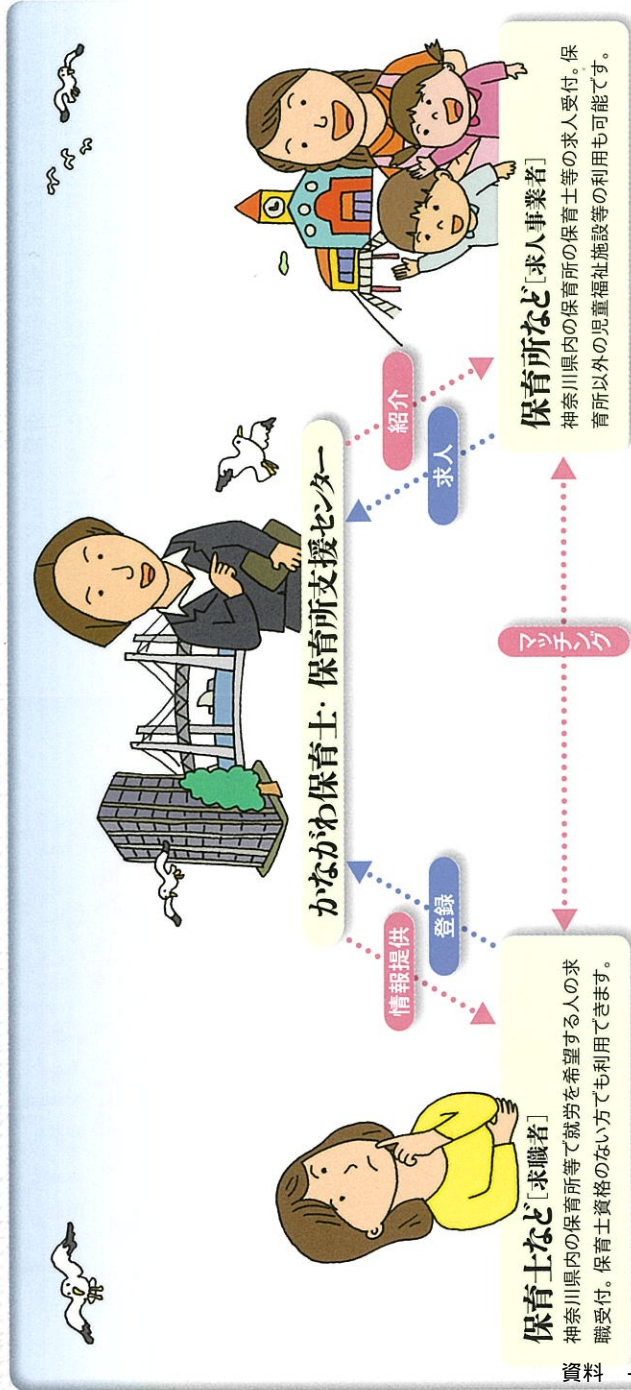 かながわ保育士・保育所支援センター
情報提供
登録
紹介
求人
マッチング
保育士など[求職者]
神奈川県内の保育所等で就労を希望する人の求
職受付。保育士資格のない方でも利用できます。
保育所など[求人事業者]
神奈川県内の保育所の保育士等の求人受付。保
育所以外の児童福祉施設等の利用も可能です。
資料